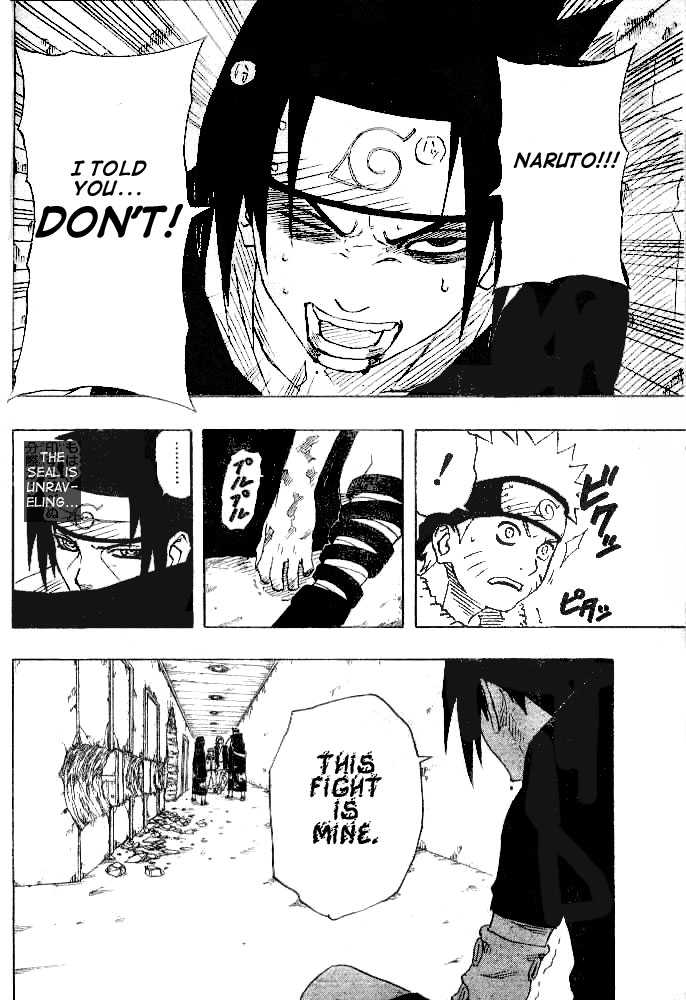 NARUTO!!!
I TOLD
YOU...
DON'T!
!
ビクッ
ピタッ
プル
プル
.......
THE
SEAL IS
UNRAV-
ELING...
THIS
FIGHT
IS
MINE.